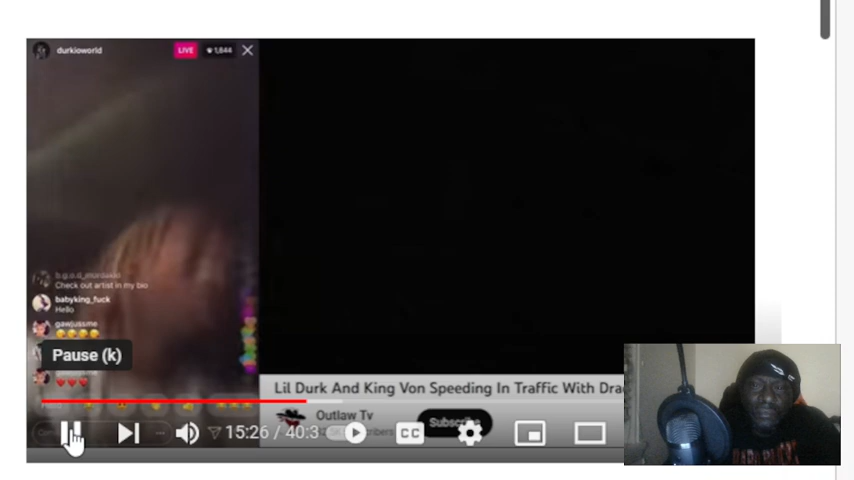 durkioworld
LIVE
1,644
Check out artist in my bio
babyking_fuck
Hello
gawjussme
Pause (k)
Lil Durk And King Von Speeding In Traffic With
Outlaw Tv
Subscribe
15:26 / 40:3
CC